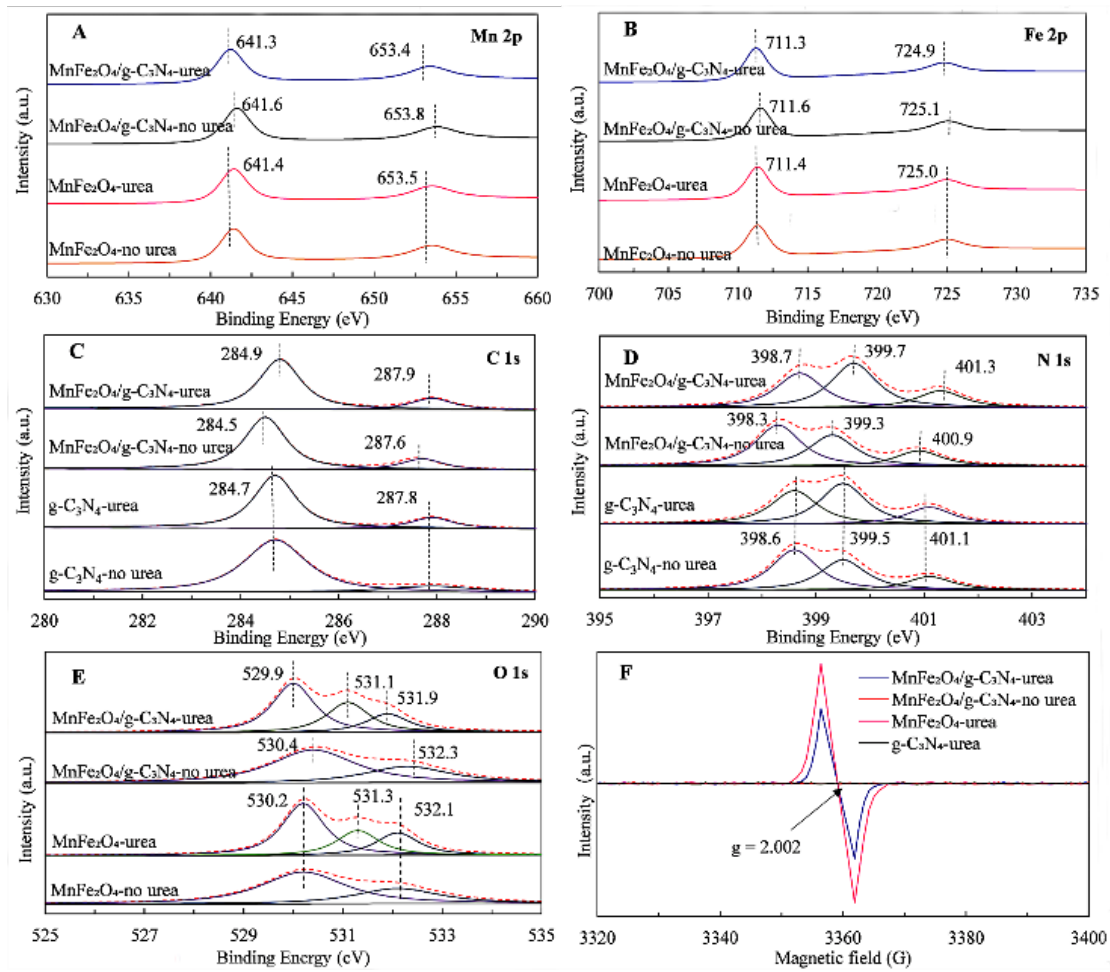 A
Mn 2p
641.3
653.4
MnFe₂O₄/g-C₃N₄-urea
641.6
653.8
MnFe₂O₄/g-C₃N₄-no urea
641.4
653.5
MnFe₂O₄-urea
MnFe₂O₄-no urea
Intensity (a.u.)
630 635 640 645 650 655 660
Binding Energy (eV)
B
Fe 2p
711.3
724.9
MnFe₂O₄/g-C₃N₄-urea
711.6
725.1
MnFe₂O₄/g-C₃N₄-no urea
711.4
725.0
MnFe₂O₄-urea
MnFe₂O₄-no urea
Intensity (a.u.)
700 705 710 715 720 725 730 735
Binding Energy (eV)
C
C 1s
284.9
287.9
MnFe₂O₄/g-C₃N₄-urea
284.5
287.6
MnFe₂O₄/g-C₃N₄-no urea
284.7
287.8
g-C₃N₄-urea
g-C₃N₄-no urea
Intensity (a.u.)
280 282 284 286 288 290
Binding Energy (eV)
D
N 1s
398.7
399.7
401.3
MnFe₂O₄/g-C₃N₄-urea
398.3
399.3
400.9
MnFe₂O₄/g-C₃N₄-no urea
g-C₃N₄-urea
398.6
399.5
401.1
g-C₃N₄-no urea
Intensity (a.u.)
395 397 399 401 403
Binding Energy (eV)
E
O 1s
529.9
531.1
531.9
MnFe₂O₄/g-C₃N₄-urea
530.4
532.3
MnFe₂O₄/g-C₃N₄-no urea
530.2
531.3
532.1
MnFe₂O₄-urea
MnFe₂O₄-no urea
Intensity (a.u.)
525 527 529 531 533 535
Binding Energy (eV)
F
MnFe₂O₄/g-C₃N₄-urea
MnFe₂O₄/g-C₃N₄-no urea
MnFe₂O₄-urea
g-C₃N₄-urea
g = 2.002
Intensity (a.u.)
3320 3340 3360 3380 3400
Magnetic field (G)